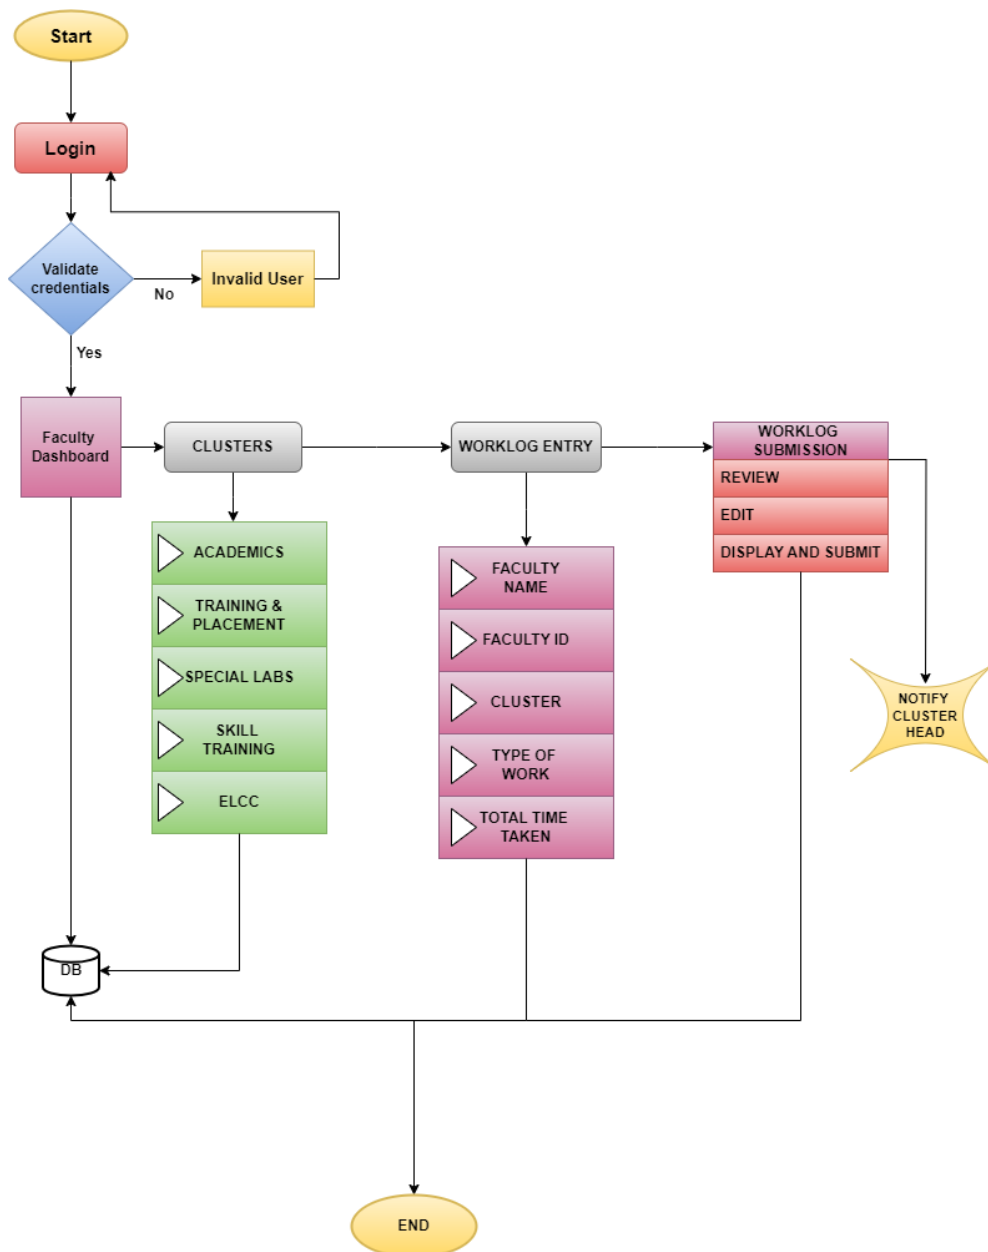 Start
Login
Validate
credentials
No
Invalid User
Yes
Faculty
Dashboard
CLUSTERS
WORKLOG ENTRY
WORKLOG
SUBMISSION
REVIEW
EDIT
DISPLAY AND SUBMIT
ACADEMICS
TRAINING &
PLACEMENT
SPECIAL LABS
SKILL
TRAINING
ELCC
FACULTY
NAME
FACULTY ID
CLUSTER
TYPE OF
WORK
TOTAL TIME
TAKEN
NOTIFY
CLUSTER
HEAD
DB
END